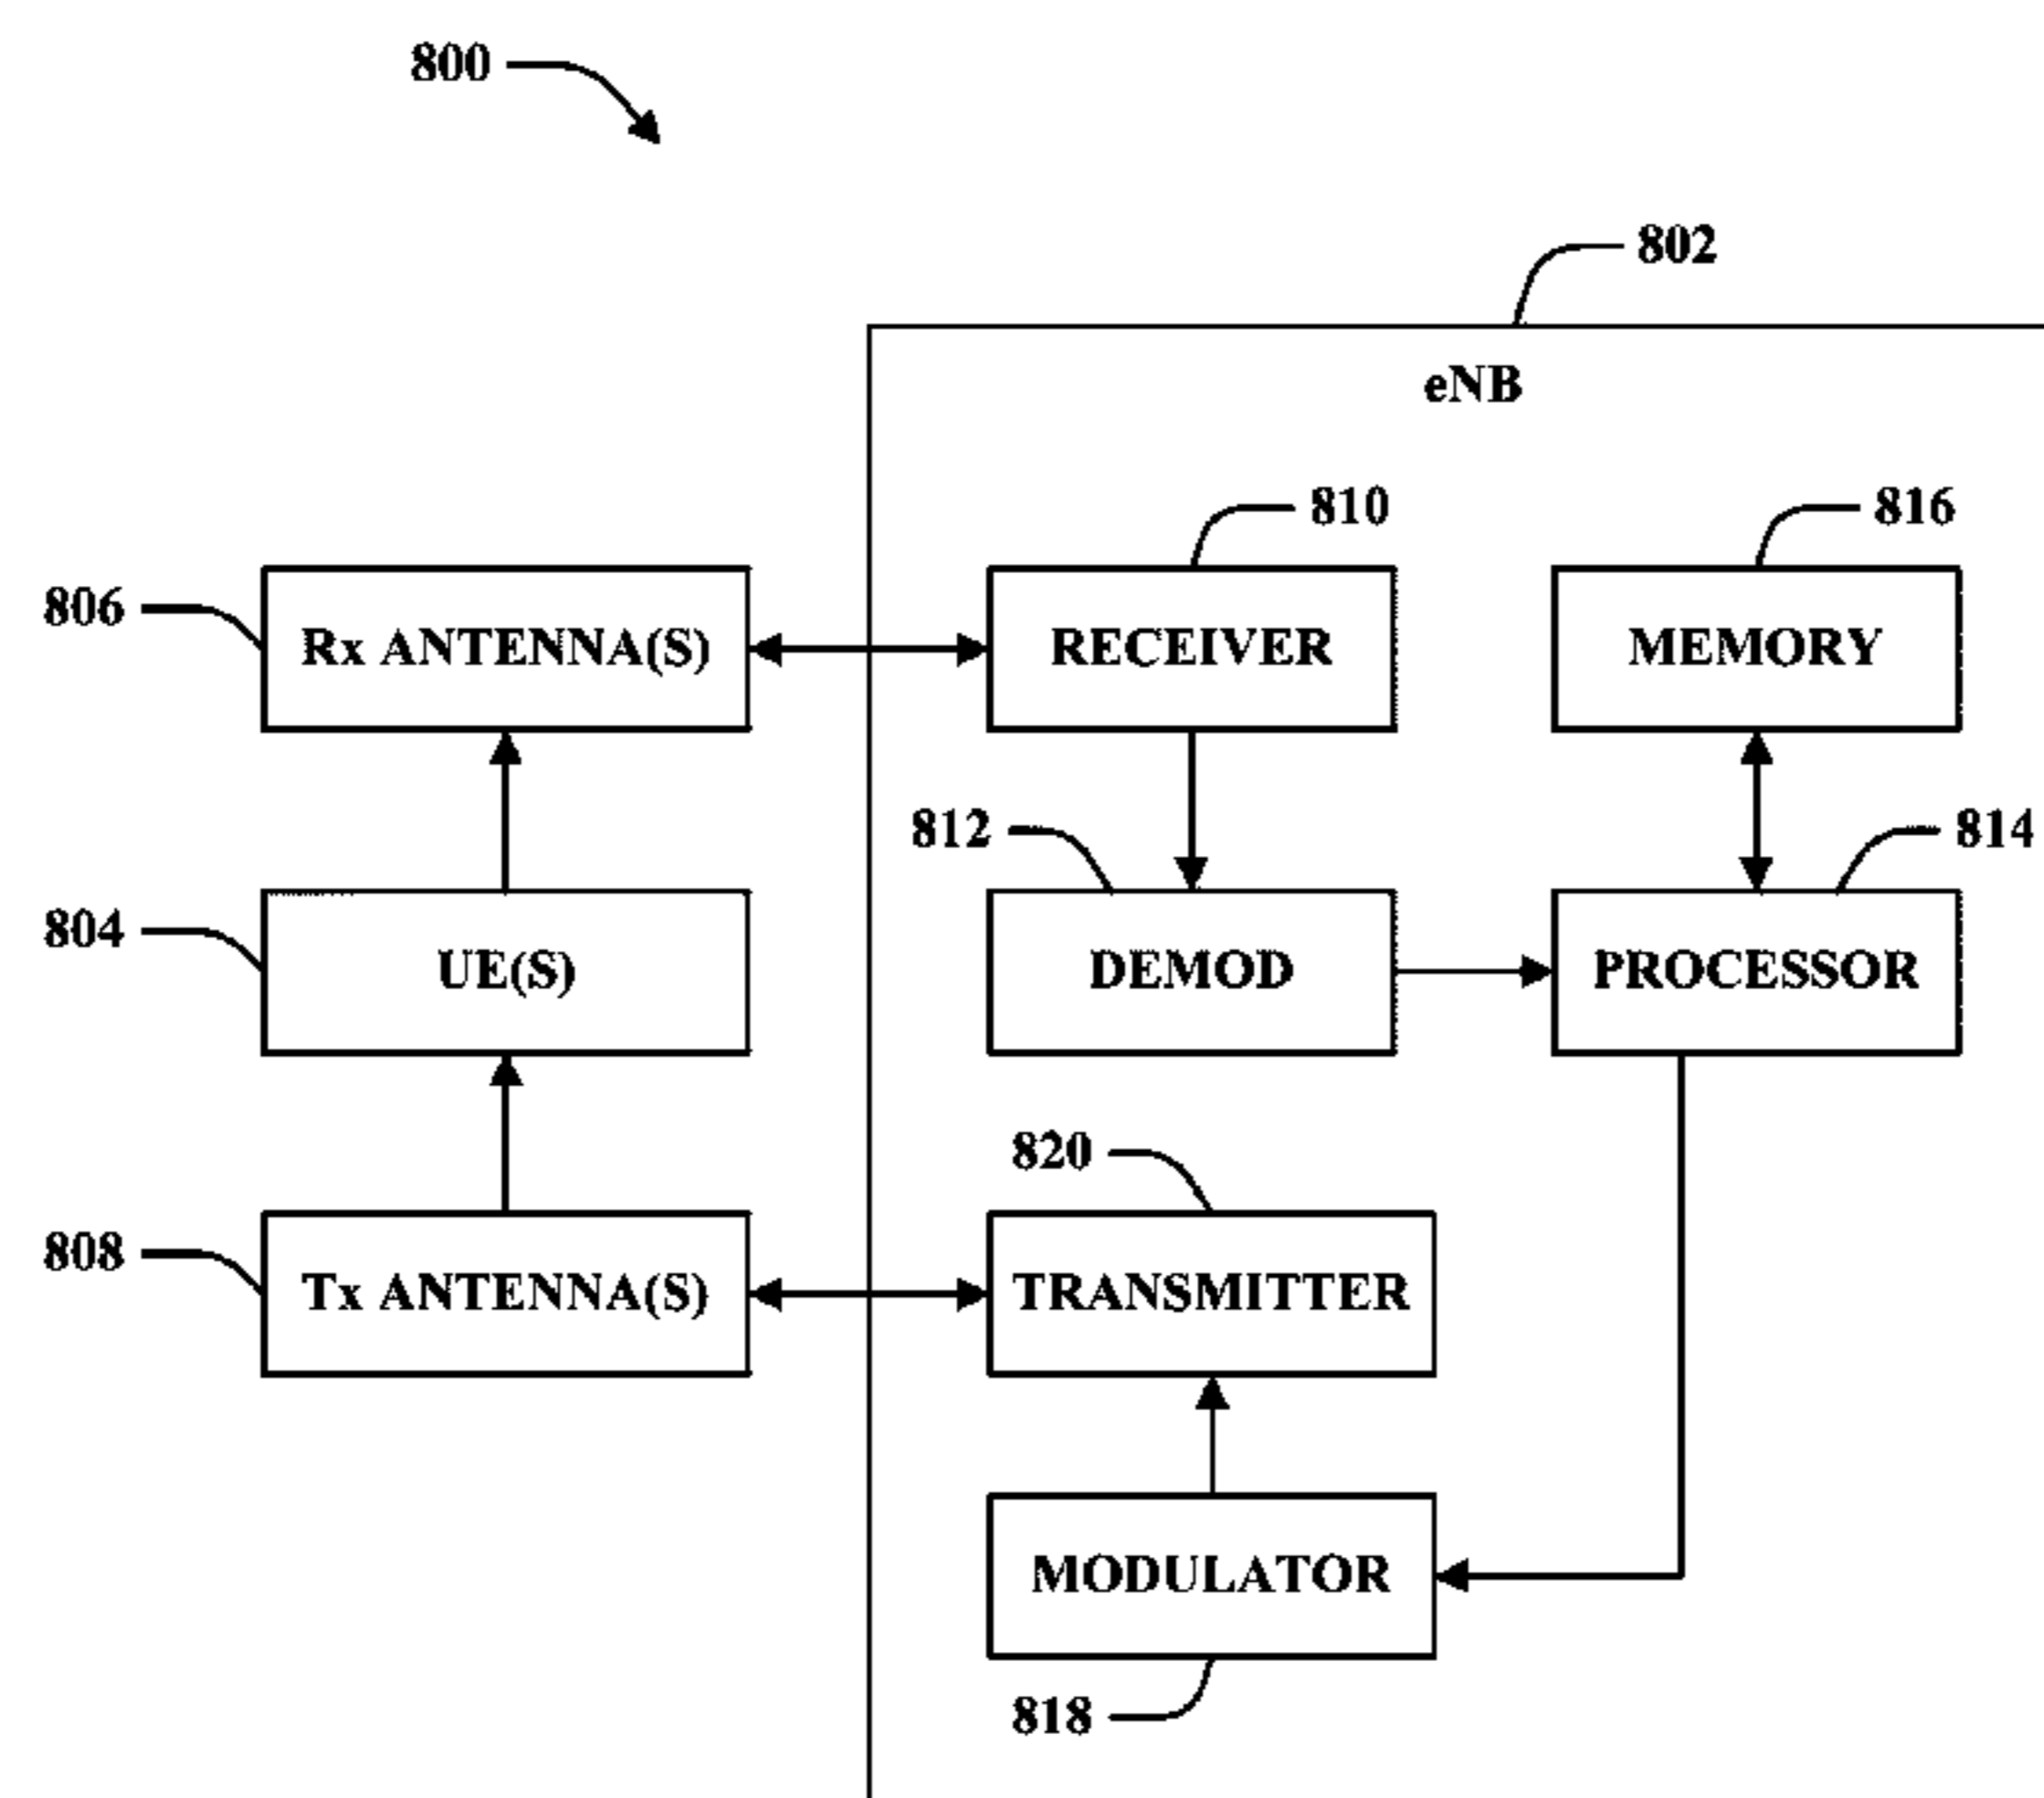 800
802
eNB
810
816
806
Rx ANTENNA(S)
RECEIVER
MEMORY
812
814
804
UE(S)
DEMOD
PROCESSOR
820
808
Tx ANTENNA(S)
TRANSMITTER
MODULATOR
818